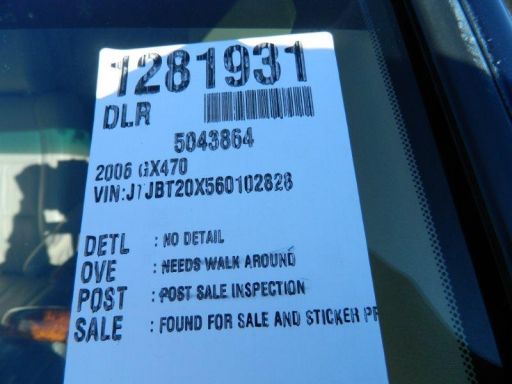 1281931
DLR
5043864
2006 GX470
VIN:JTJBT20X560102828
DETL : NO DETAIL
OVE : NEEDS WALK AROUND
POST : POST SALE INSPECTION
SALE : FOUND FOR SALE AND STICKER PR